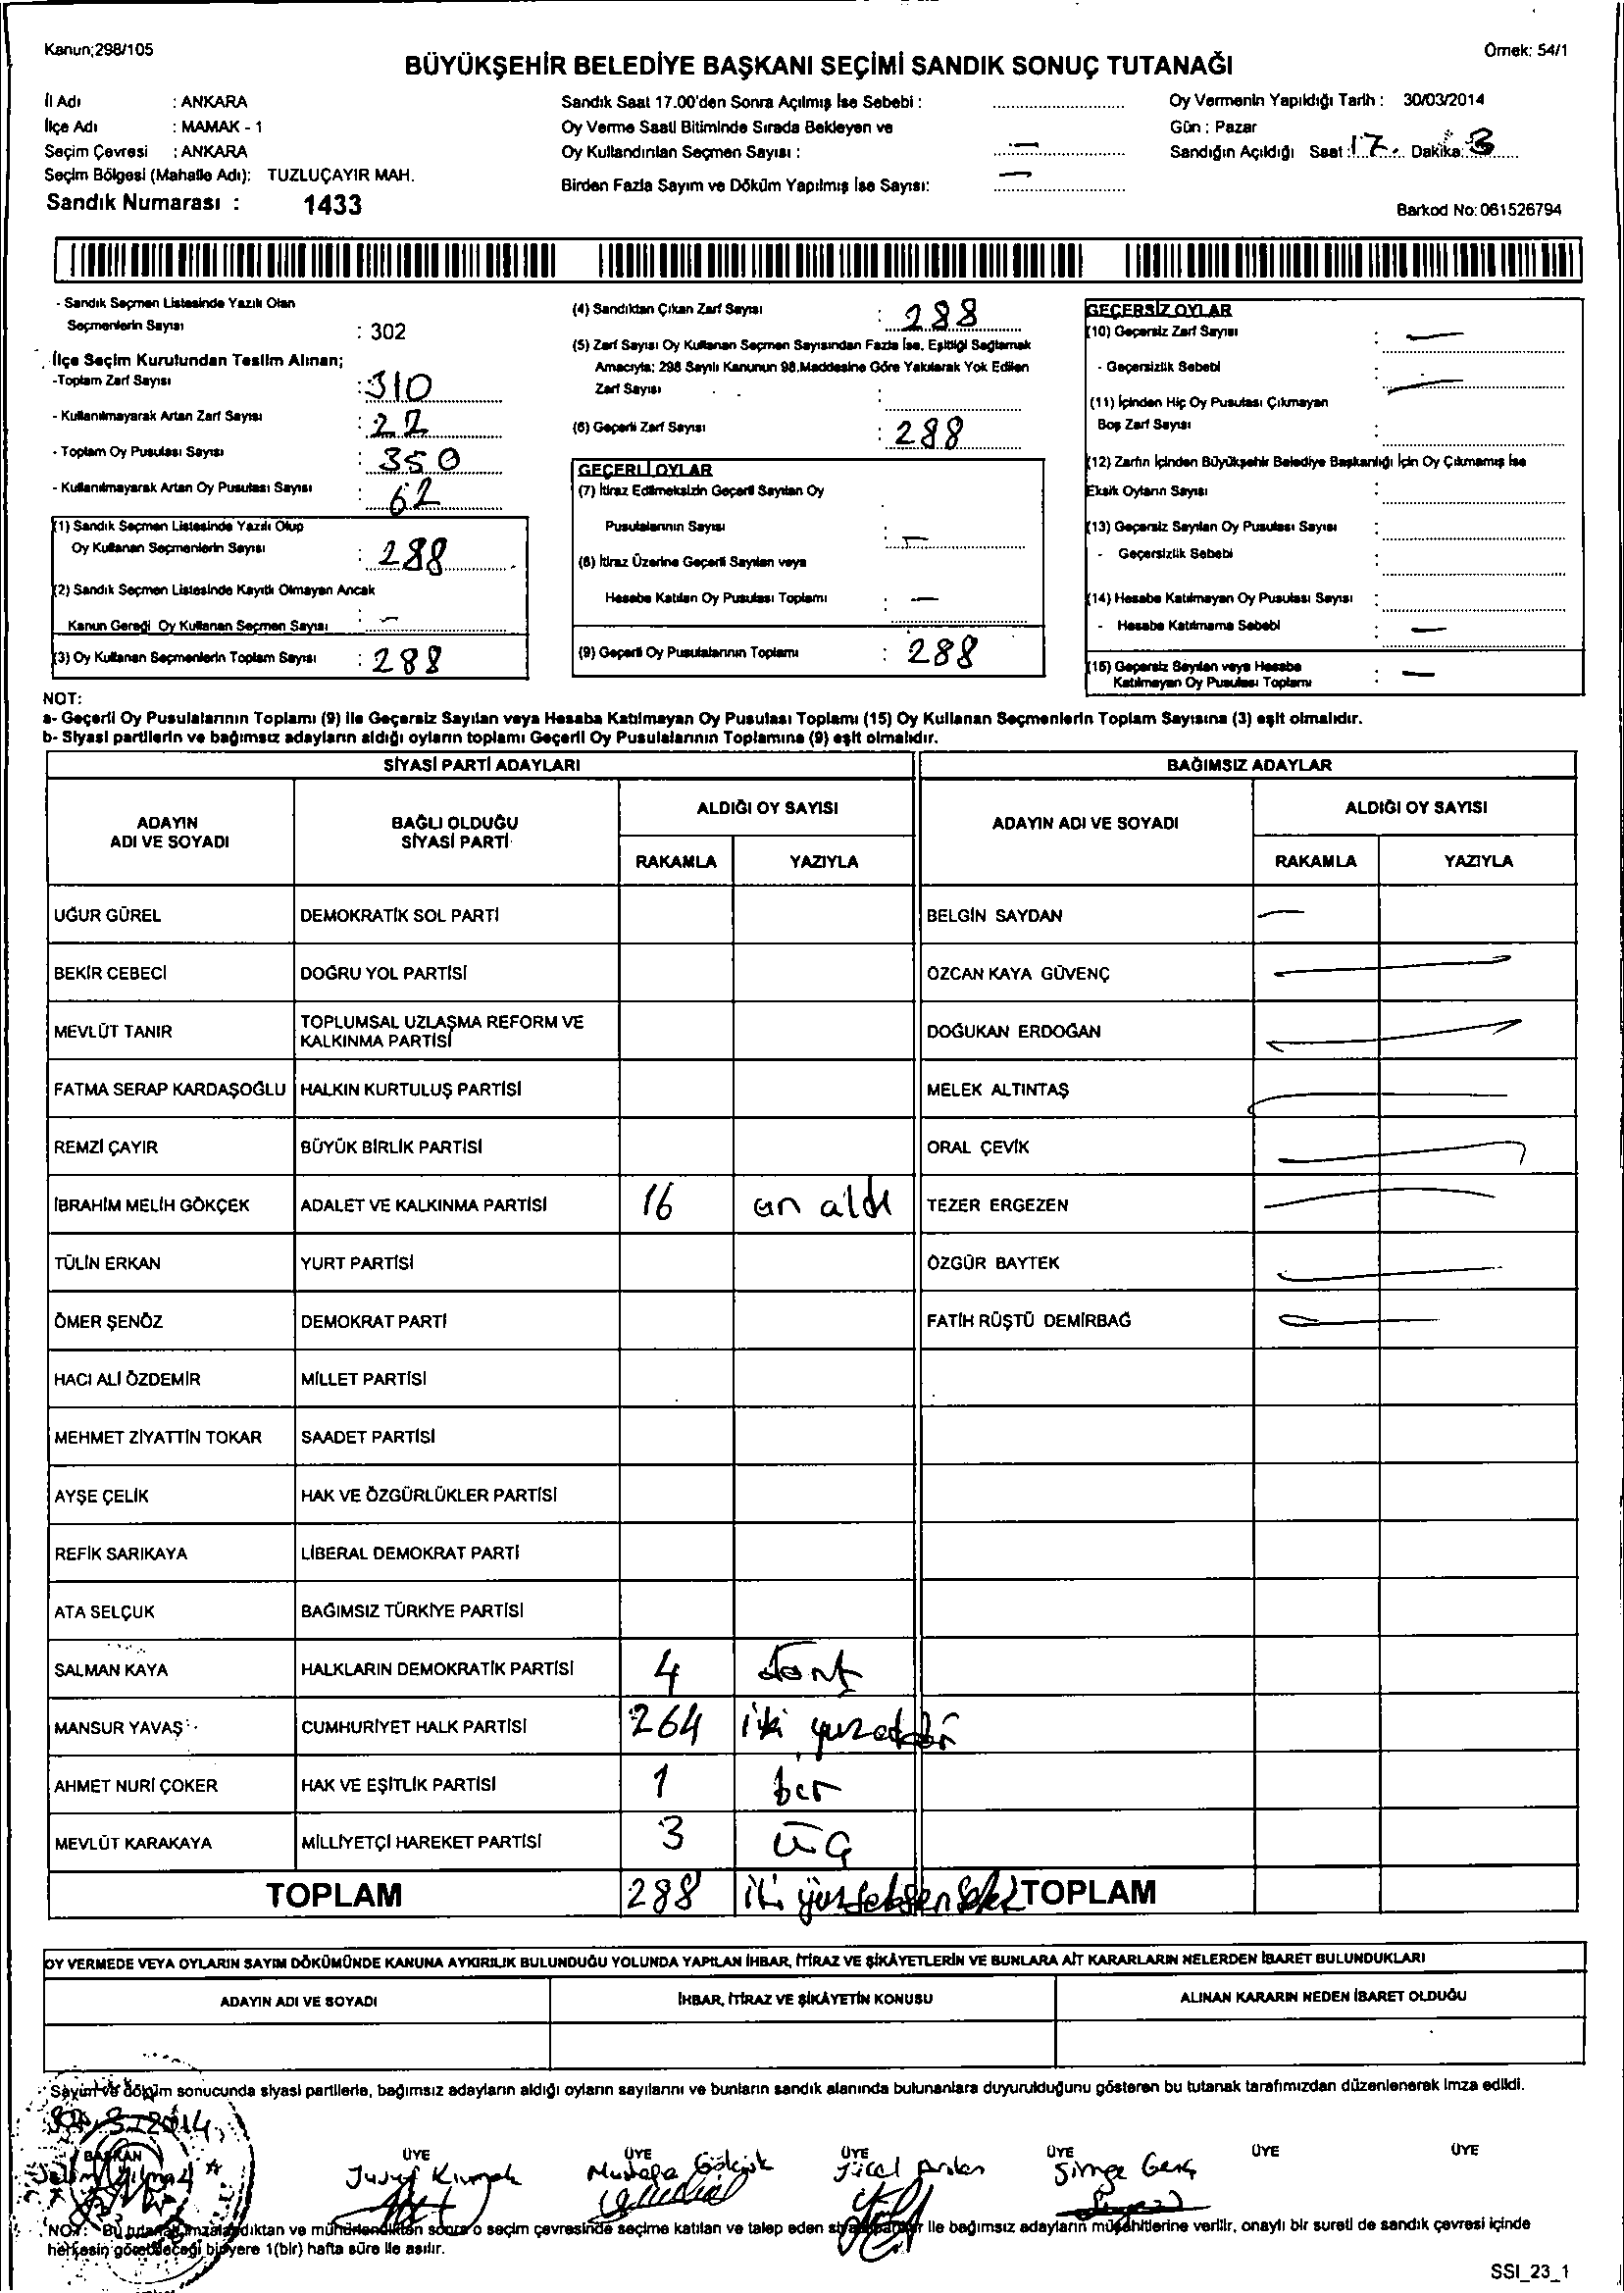 Kanun;298/105
Örnek: 54/1
BÜYÜKŞEHİR BELEDİYE BAŞKANI SEÇİMİ SANDIK SONUÇ TUTANAĞI
İl Adı : ANKARA
İlçe Adı : MAMAK - 1
Seçim Çevresi : ANKARA
Seçim Bölgesi (Mahalle Adı): TUZLUÇAYIR MAH.
Sandık Numarası : 1433
Sandık Saat 17.00'den Sonra Açılmış İse Sebebi :
Oy Verme Saati Bitiminde Sırada Bekleyen ve
Oy Kullandırılan Seçmen Sayısı : —
Birden Fazla Sayım ve Döküm Yapılmış İse Sayısı: —
Oy Vermenin Yapıldığı Tarih : 30/03/2014
Gün : Pazar
Sandığın Açıldığı Saat : 17. Dakika: 3
Barkod No: 061526794
- Sandık Seçmen Listesinde Yazılı Olan
Seçmenlerin Sayısı : 302
İlçe Seçim Kurulundan Teslim Alınan;
-Toplam Zarf Sayısı : 310
- Kullanılmayarak Artan Zarf Sayısı : 22
- Toplam Oy Pusulası Sayısı : 350
- Kullanılmayarak Artan Oy Pusulası Sayısı : 62
(1) Sandık Seçmen Listesinde Yazılı Olup
Oy Kullanan Seçmenlerin Sayısı : 288
(2) Sandık Seçmen Listesinde Kayıtlı Olmayan Ancak
Kanun Gereği Oy Kullanan Seçmen Sayısı : —
(3) Oy Kullanan Seçmenlerin Toplam Sayısı : 288
(4) Sandıktan Çıkan Zarf Sayısı : 288
(5) Zarf Sayısı Oy Kullanan Seçmen Sayısından Fazla İse, Eşitliği Sağlamak
Amacıyla; 298 Sayılı Kanunun 98.Maddesine Göre Yakılarak Yok Edilen
Zarf Sayısı :
(6) Geçerli Zarf Sayısı : 288
GEÇERLİ OYLAR
(7) İtiraz Edilmeksizin Geçerli Sayılan Oy
Pusulalarının Sayısı : —
(8) İtiraz Üzerine Geçerli Sayılan veya
Hesaba Katılan Oy Pusulası Toplamı : —
(9) Geçerli Oy Pusulalarının Toplamı : 288
GEÇERSİZ OYLAR
(10) Geçersiz Zarf Sayısı : —
- Geçersizlik Sebebi : —
(11) İçinden Hiç Oy Pusulası Çıkmayan
Boş Zarf Sayısı :
(12) Zarfın İçinden Büyükşehir Belediye Başkanlığı İçin Oy Çıkmamış İse
Eksik Oyların Sayısı :
(13) Geçersiz Sayılan Oy Pusulası Sayısı :
- Geçersizlik Sebebi :
(14) Hesaba Katılmayan Oy Pusulası Sayısı :
- Hesaba Katılmama Sebebi : —
(15) Geçersiz Sayılan veya Hesaba
Katılmayan Oy Pusulası Toplamı : —
NOT:
a- Geçerli Oy Pusulalarının Toplamı (9) ile Geçersiz Sayılan veya Hesaba Katılmayan Oy Pusulası Toplamı (15) Oy Kullanan Seçmenlerin Toplam Sayısına (3) eşit olmalıdır.
b- Siyasi partilerin ve bağımsız adayların aldığı oyların toplamı Geçerli Oy Pusulalarının Toplamına (9) eşit olmalıdır.
SİYASİ PARTİ ADAYLARI BAĞIMSIZ ADAYLAR
ADAYIN ADI VE SOYADI BAĞLI OLDUĞU SİYASİ PARTİ ALDIĞI OY SAYISI ADAYIN ADI VE SOYADI ALDIĞI OY SAYISI
RAKAMLA YAZIYLA RAKAMLA YAZIYLA
UĞUR GÜREL DEMOKRATİK SOL PARTİ BELGİN SAYDAN —
BEKİR CEBECİ DOĞRU YOL PARTİSİ ÖZCAN KAYA GÜVENÇ —
MEVLÜT TANIR TOPLUMSAL UZLAŞMA REFORM VE KALKINMA PARTİSİ DOĞUKAN ERDOĞAN —
FATMA SERAP KARDAŞOĞLU HALKIN KURTULUŞ PARTİSİ MELEK ALTINTAŞ —
REMZİ ÇAYIR BÜYÜK BİRLİK PARTİSİ ORAL ÇEVİK —
İBRAHİM MELİH GÖKÇEK ADALET VE KALKINMA PARTİSİ 16 on altı TEZER ERGEZEN —
TÜLİN ERKAN YURT PARTİSİ ÖZGÜR BAYTEK —
ÖMER ŞENÖZ DEMOKRAT PARTİ FATİH RÜŞTÜ DEMİRBAĞ —
HACI ALİ ÖZDEMİR MİLLET PARTİSİ
MEHMET ZİYATTİN TOKAR SAADET PARTİSİ
AYŞE ÇELİK HAK VE ÖZGÜRLÜKLER PARTİSİ
REFİK SARIKAYA LİBERAL DEMOKRAT PARTİ
ATA SELÇUK BAĞIMSIZ TÜRKİYE PARTİSİ
SALMAN KAYA HALKLARIN DEMOKRATİK PARTİSİ 4 dört
MANSUR YAVAŞ CUMHURİYET HALK PARTİSİ 264 iki
AHMET NURİ ÇOKER HAK VE EŞİTLİK PARTİSİ 1 bir
MEVLÜT KARAKAYA MİLLİYETÇİ HAREKET PARTİSİ 3 üç
TOPLAM 288 iki yüzseksensekiz TOPLAM
OY VERMEDE VEYA OYLARIN SAYIM DÖKÜMÜNDE KANUNA AYKIRILIK BULUNDUĞU YOLUNDA YAPILAN İHBAR, İTİRAZ VE ŞİKÂYETLERİN VE BUNLARA AİT KARARLARIN NELERDEN İBARET BULUNDUKLARI
ADAYIN ADI VE SOYADI İHBAR, İTİRAZ VE ŞİKÂYETİN KONUSU ALINAN KARARIN NEDEN İBARET OLDUĞU
Sayım ve döküm sonucunda siyasi partilerle, bağımsız adayların aldığı oyların sayılarını ve bunların sandık alanında bulunanlara duyurulduğunu gösteren bu tutanak tarafımızdan düzenlenerek imza edildi.
30.3.2014
BAŞKAN ÜYE ÜYE ÜYE ÜYE ÜYE ÜYE
Yusuf Mustafa Gökçük Yücel Arslan Simge Genç
NOT: Bu tutanak imzalandıktan ve mühürlendikten sonra o seçim çevresinde seçime katılan ve talep eden siyasi partiler ile bağımsız adayların müşahitlerine verilir, onaylı bir sureti de sandık çevresi içinde
herkesin görebileceği bir yere 1(bir) hafta süre ile asılır.
SSI_23_1